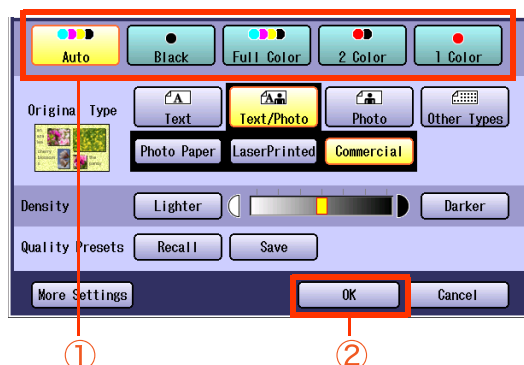 Auto Black Full Color 2 Color 1 Color
Original Type Text Text/Photo Photo Other Types
Photo Paper LaserPrinted Commercial
Density Lighter Darker
Quality Presets Recall Save
More Settings OK Cancel
① ②